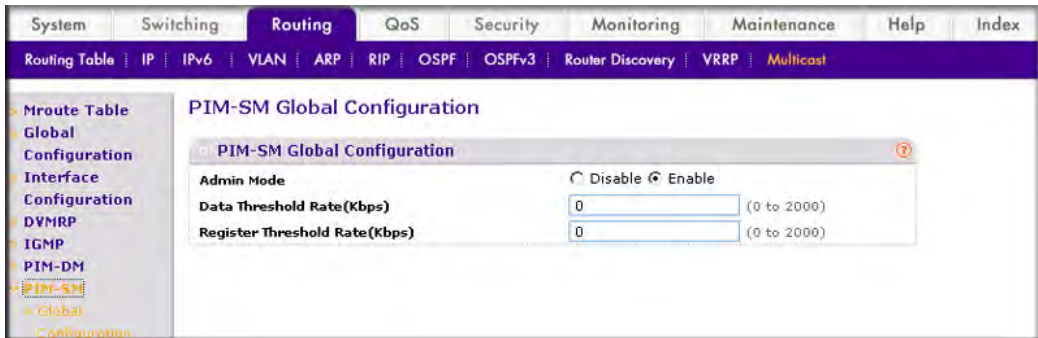 System Switching Routing QoS Security Monitoring Maintenance Help Index
Routing Table IP IPv6 VLAN ARP RIP OSPF OSPFv3 Router Discovery VRRP Multicast
Mroute Table
Global
Configuration
Interface
Configuration
DVMRP
IGMP
PIM-DM
PIM-SM
Global
Configuration
PIM-SM Global Configuration
PIM-SM Global Configuration ?
Admin Mode Disable Enable
Data Threshold Rate(Kbps) 0 (0 to 2000)
Register Threshold Rate(Kbps) 0 (0 to 2000)